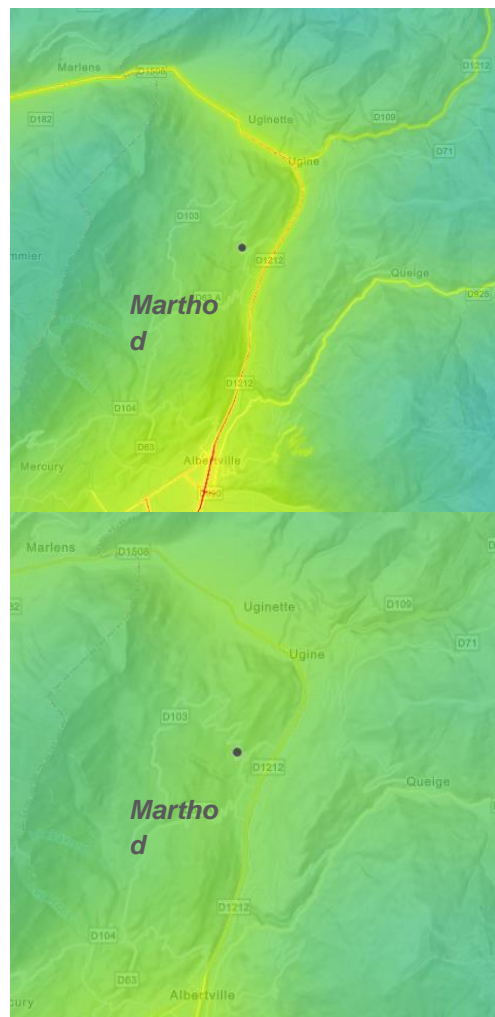 Marlens
D1508
D1212
D182
Uginette
D109
Ugine
D71
D103
D1212
Queige
Martho
d
D925
D1212
D104
D63
Mercury
Albertville
Marlens
D1508
Uginette
D109
D71
Ugine
D103
D1212
Queige
Martho
d
D1212
D104
D63
Albertville